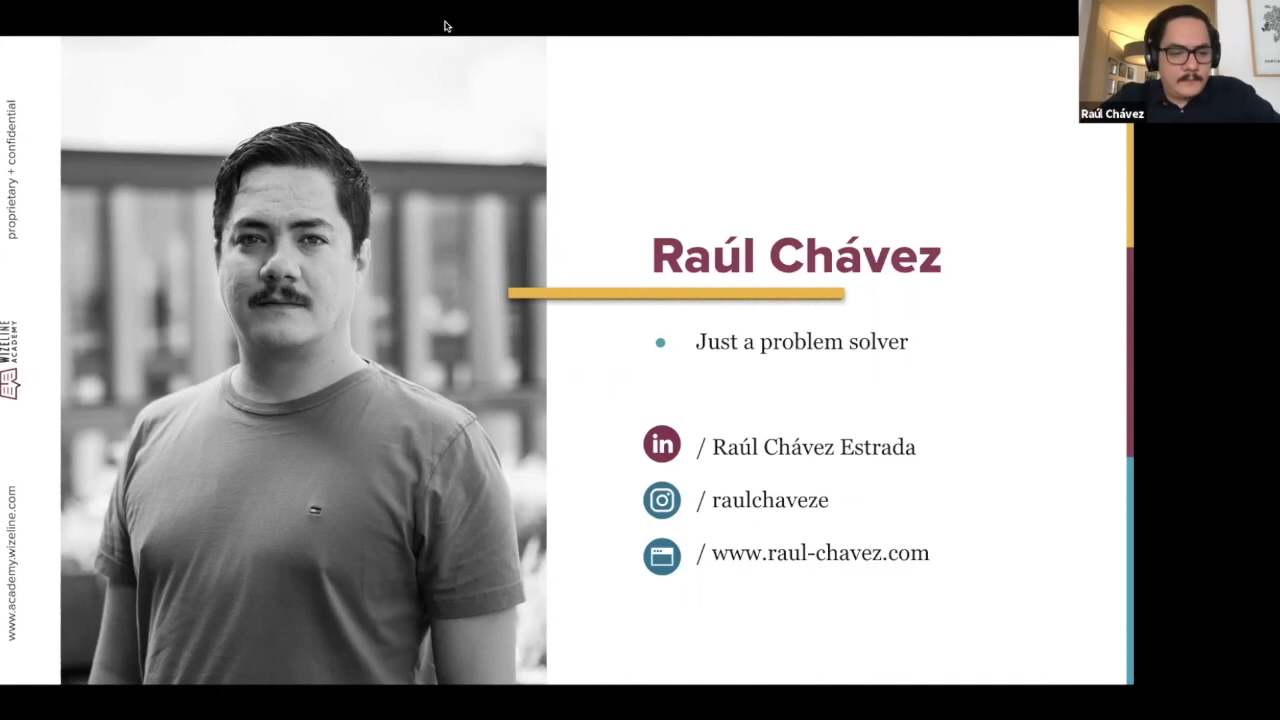 proprietary + confidential
WIZELINE
ACADEMY
www.academy.wizeline.com
Raúl Chávez
Just a problem solver
in / Raúl Chávez Estrada
/ raulchaveze
/ www.raul-chavez.com
Raúl Chávez